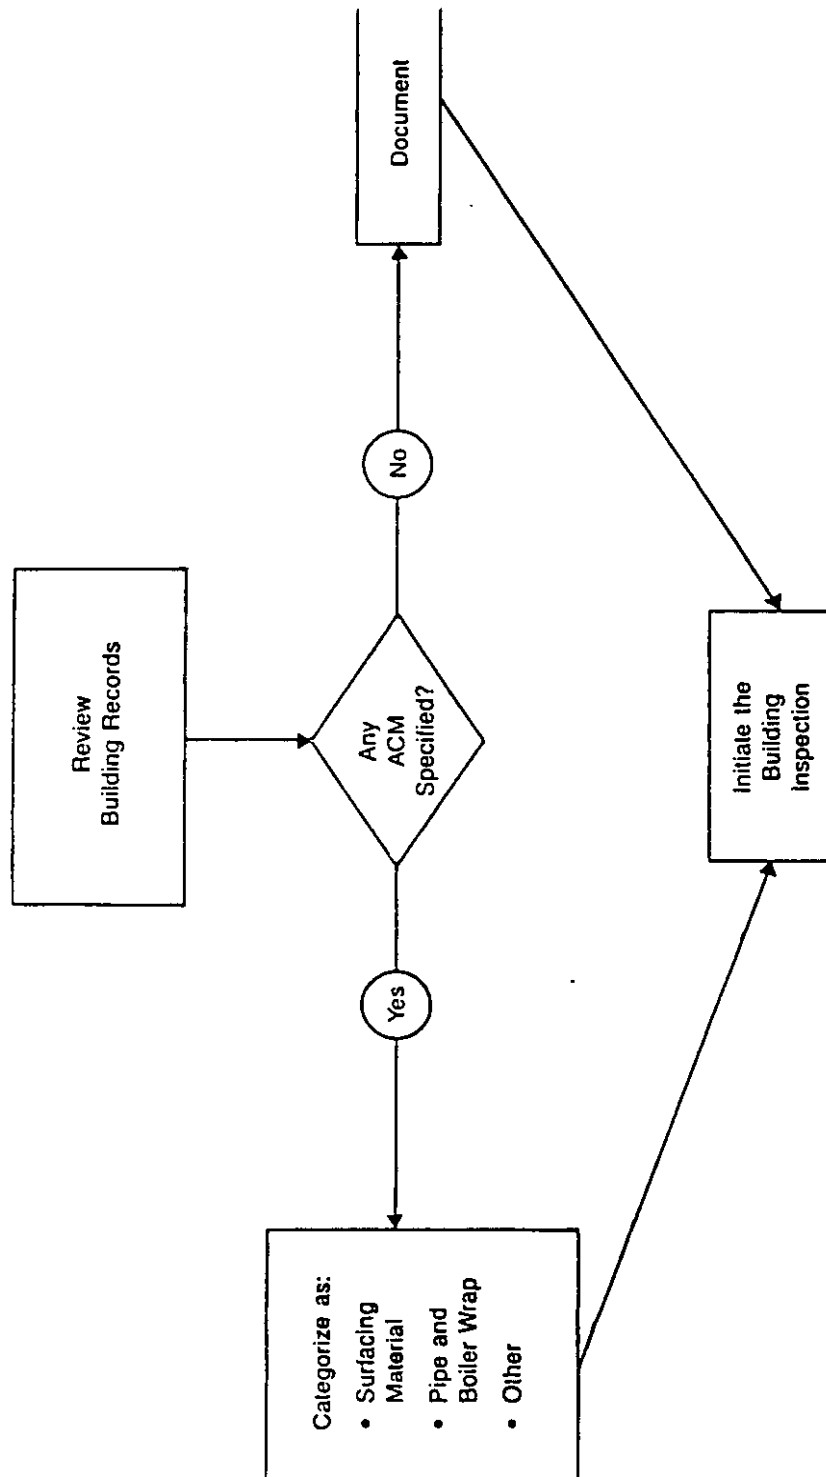 Review
Building Records
Any
ACM
Specified?
Yes
No
Categorize as:
• Surfacing
Material
• Pipe and
Boiler Wrap
• Other
Document
Initiate the
Building
Inspection